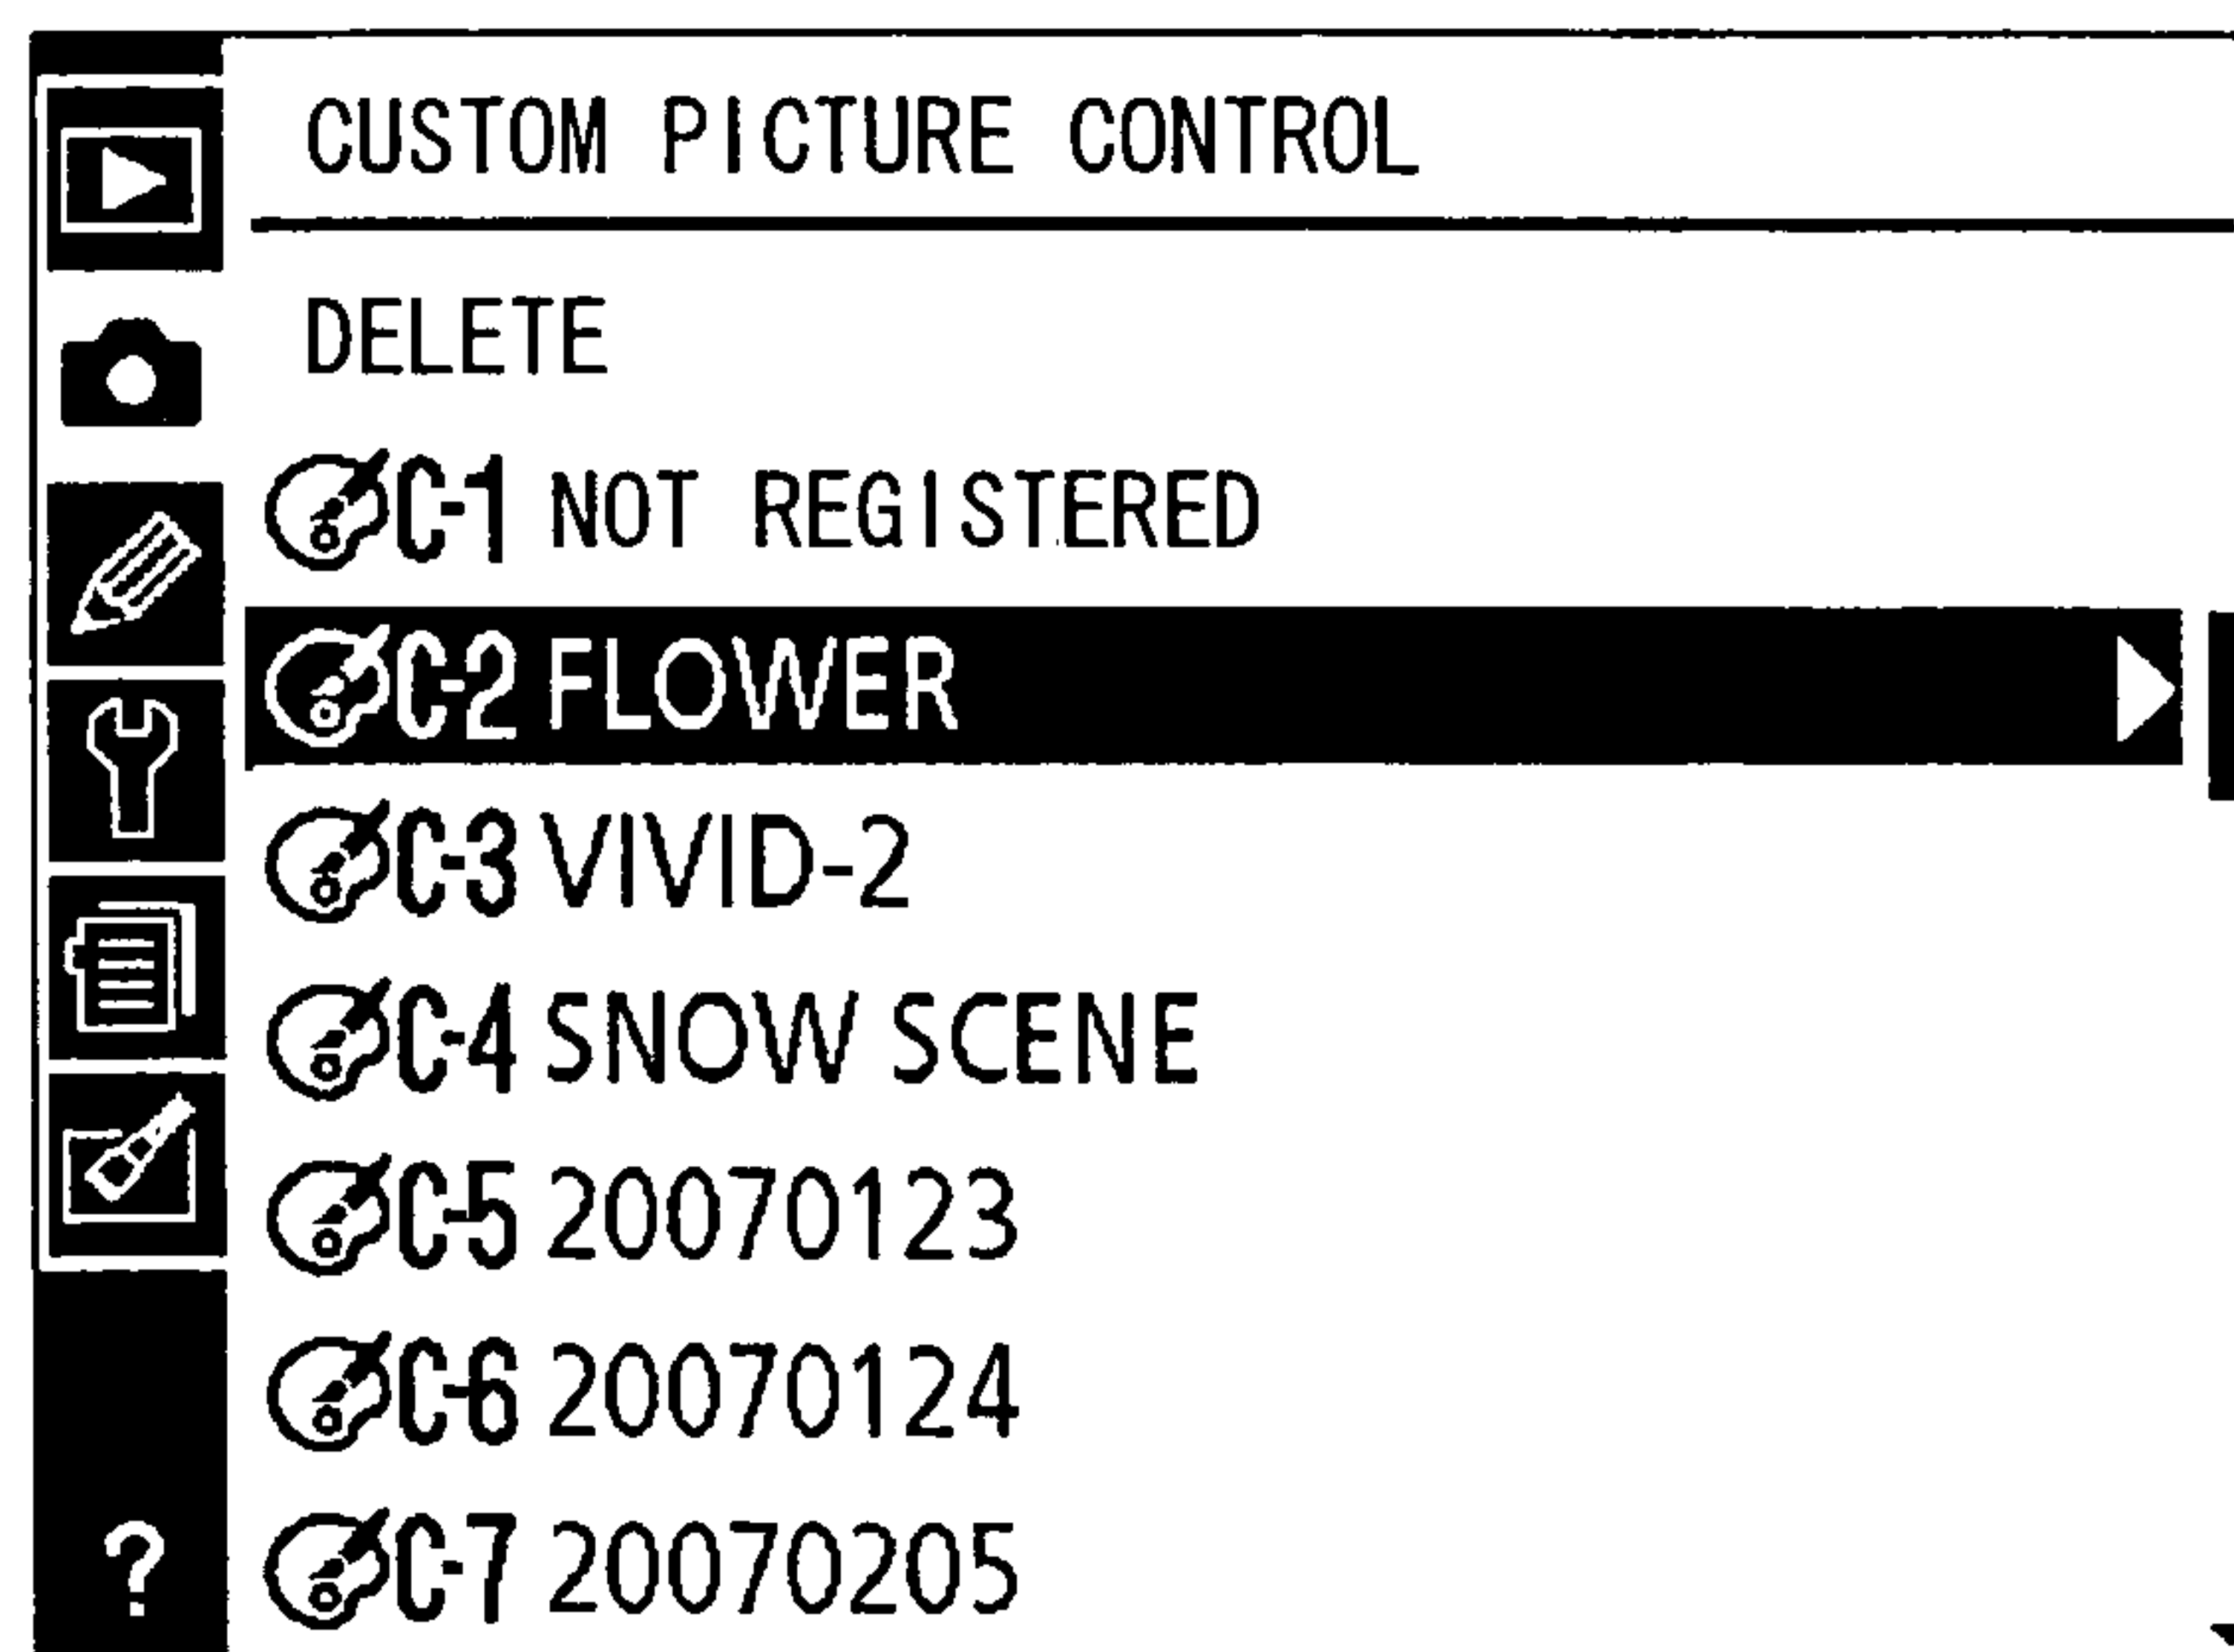 CUSTOM PICTURE CONTROL
DELETE
C-1 NOT REGISTERED
C-2 FLOWER
C-3 VIVID-2
C-4 SNOW SCENE
C-5 20070123
C-6 20070124
C-7 20070205
?